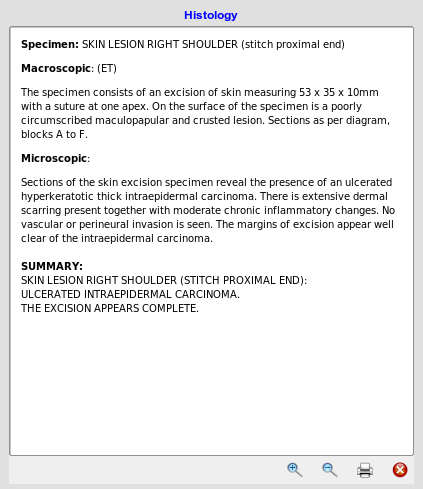 Histology
Specimen: SKIN LESION RIGHT SHOULDER (stitch proximal end)
Macroscopic: (ET)
The specimen consists of an excision of skin measuring 53 x 35 x 10mm
with a suture at one apex. On the surface of the specimen is a poorly
circumscribed maculopapular and crusted lesion. Sections as per diagram,
blocks A to F.
Microscopic:
Sections of the skin excision specimen reveal the presence of an ulcerated
hyperkeratotic thick intraepidermal carcinoma. There is extensive dermal
scarring present together with moderate chronic inflammatory changes. No
vascular or perineural invasion is seen. The margins of excision appear well
clear of the intraepidermal carcinoma.
SUMMARY:
SKIN LESION RIGHT SHOULDER (STITCH PROXIMAL END):
ULCERATED INTRAEPIDERMAL CARCINOMA.
THE EXCISION APPEARS COMPLETE.